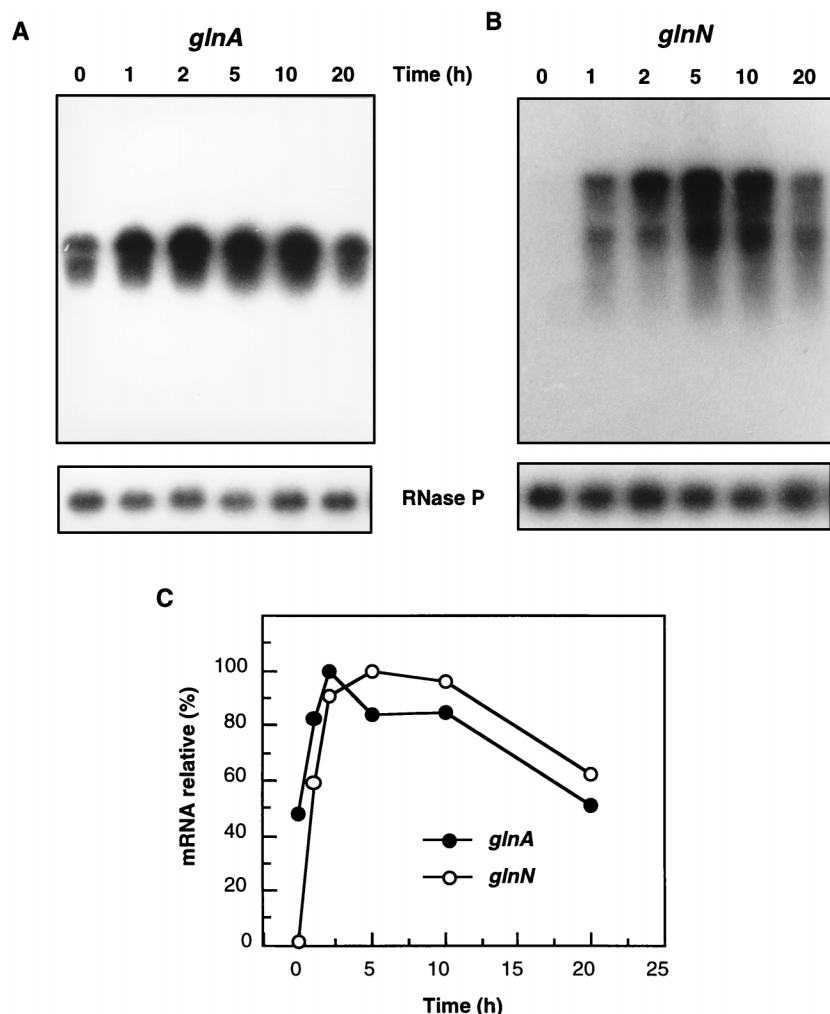 A
glnA
B
glnN
0 1 2 5 10 20 Time (h) 0 1 2 5 10 20
RNase P
C
mRNA relative (%)
100
80
60
40
20
0
glnA
glnN
0 5 10 15 20 25
Time (h)